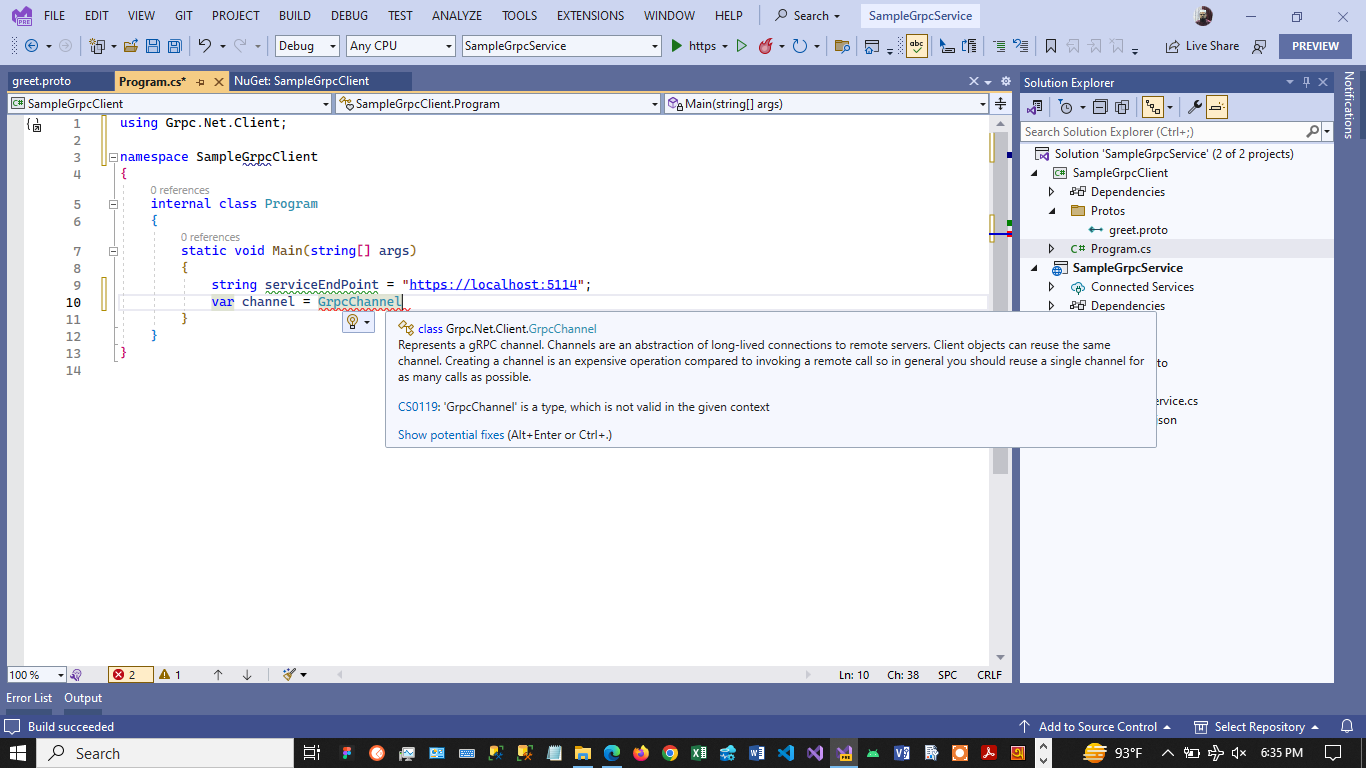 FILE EDIT VIEW GIT PROJECT BUILD DEBUG TEST ANALYZE TOOLS EXTENSIONS WINDOW HELP Search SampleGrpcService
Debug Any CPU SampleGrpcService https Live Share PREVIEW
greet.proto Program.cs* NuGet: SampleGrpcClient
SampleGrpcClient SampleGrpcClient.Program Main(string[] args)
1 using Grpc.Net.Client;
2
3 namespace SampleGrpcClient
4 {
0 references
5 internal class Program
6 {
0 references
7 static void Main(string[] args)
8 {
9 string serviceEndPoint = "https://localhost:5114";
10 var channel = GrpcChannel
11 }
12 }
13 }
14
class Grpc.Net.Client.GrpcChannel
Represents a gRPC channel. Channels are an abstraction of long-lived connections to remote servers. Client objects can reuse the same
channel. Creating a channel is an expensive operation compared to invoking a remote call so in general you should reuse a single channel for
as many calls as possible.
CS0119: 'GrpcChannel' is a type, which is not valid in the given context
Show potential fixes (Alt+Enter or Ctrl+.)
Solution Explorer
Search Solution Explorer (Ctrl+;)
Solution 'SampleGrpcService' (2 of 2 projects)
SampleGrpcClient
Dependencies
Protos
greet.proto
Program.cs
SampleGrpcService
Connected Services
Dependencies
to
ervice.cs
son
Notifications
100 % 2 1 Ln: 10 Ch: 38 SPC CRLF
Error List Output
Build succeeded Add to Source Control Select Repository
Search 93°F 6:35 PM